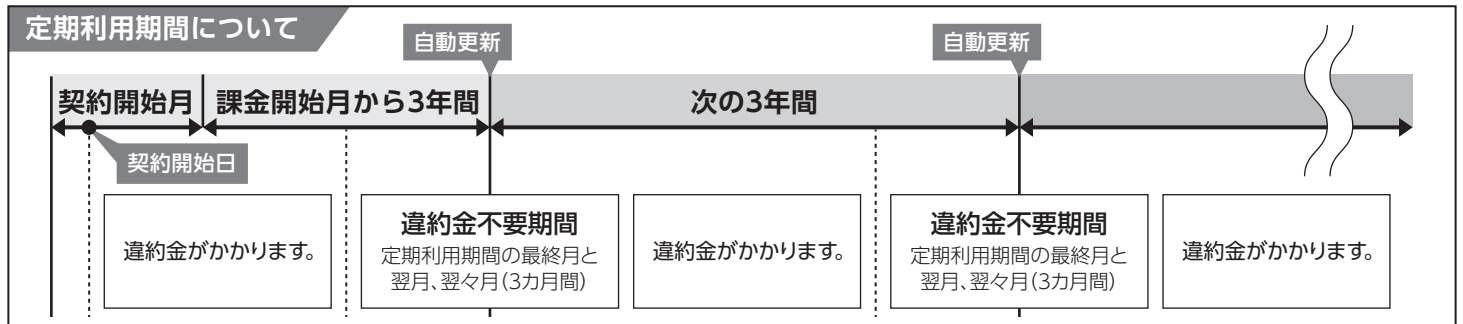 定期利用期間について
自動更新
自動更新
契約開始月
課金開始月から3年間
次の3年間
契約開始日
違約金がかかります。
違約金不要期間
定期利用期間の最終月と
翌月、翌々月(3カ月間)
違約金がかかります。
違約金不要期間
定期利用期間の最終月と
翌月、翌々月(3カ月間)
違約金がかかります。